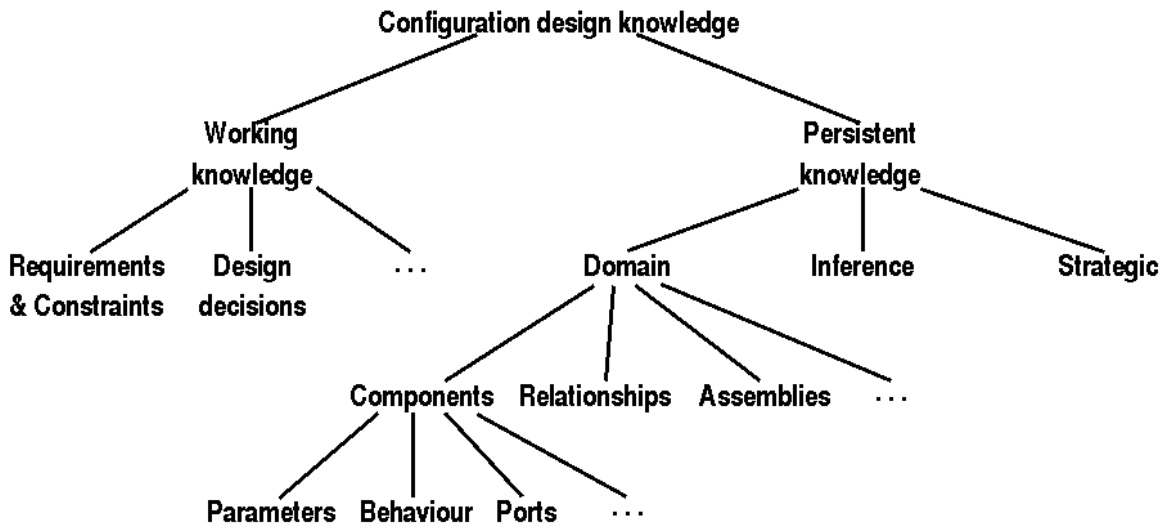 Configuration design knowledge
Working
knowledge
Persistent
knowledge
Requirements
& Constraints
Design
decisions
. . .
Domain
Inference
Strategic
Components
Relationships
Assemblies
. . .
Parameters
Behaviour
Ports
. . .